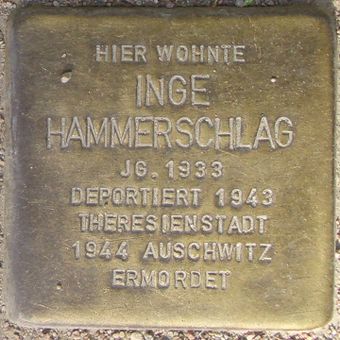 HIER WOHNTE
INGE
HAMMERSCHLAG
JG. 1933
DEPORTIERT 1943
THERESIENSTADT
1944 AUSCHWITZ
ERMORDET